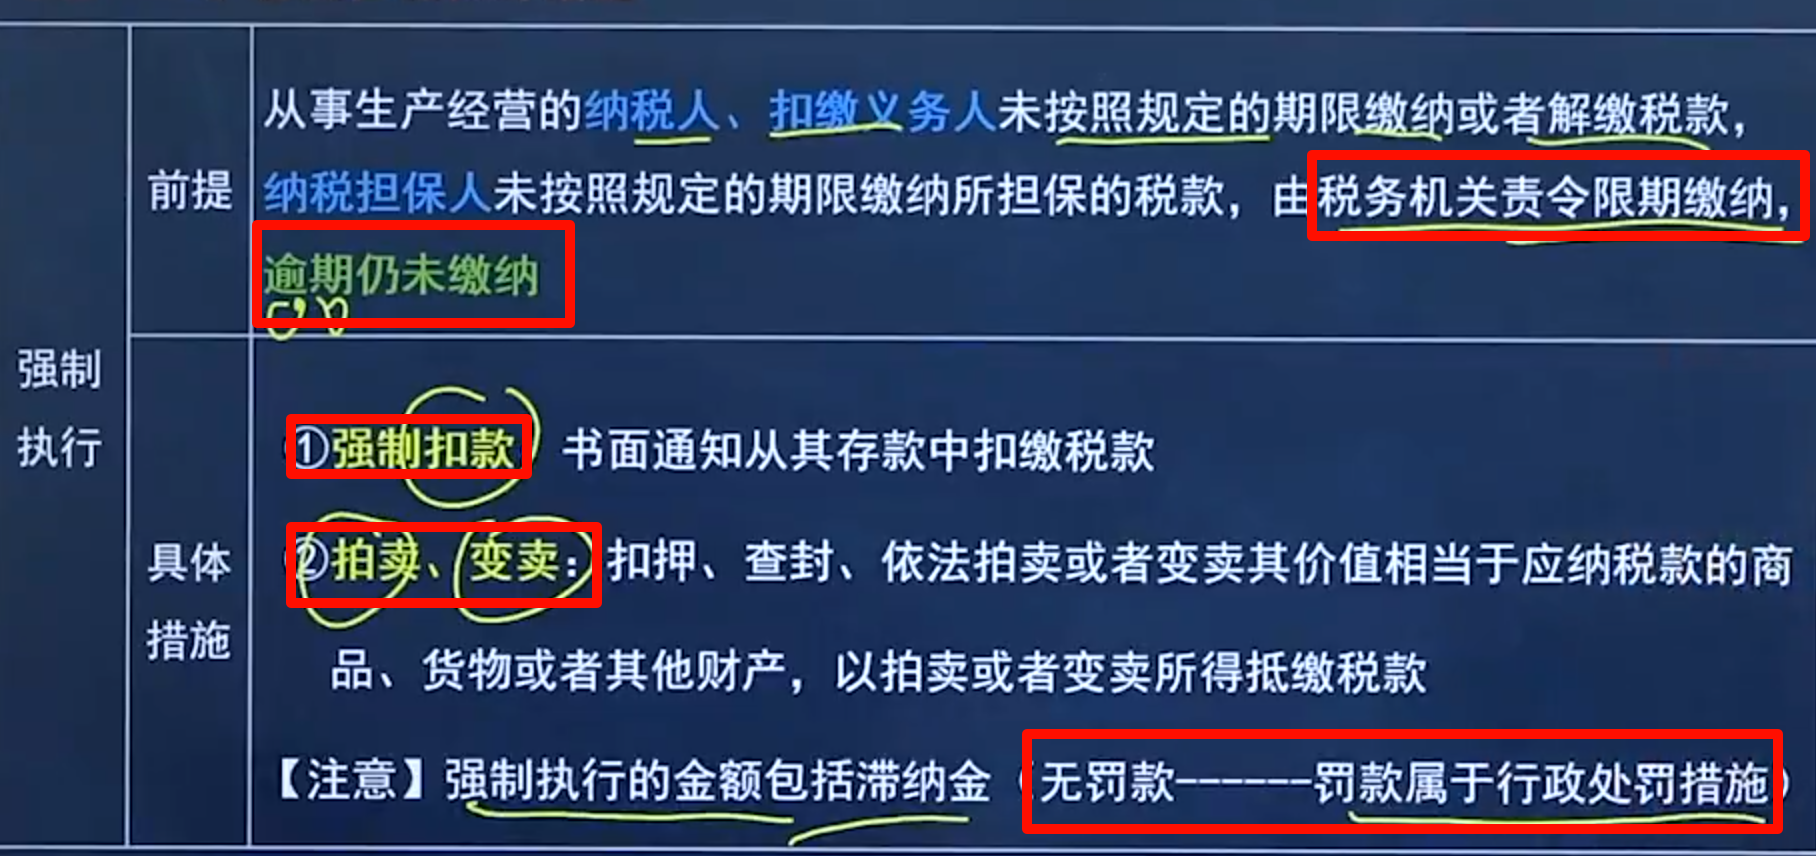 强制
执行
前提
从事生产经营的纳税人、扣缴义务人未按照规定的期限缴纳或者解缴税款，
纳税担保人未按照规定的期限缴纳所担保的税款，由税务机关责令限期缴纳，
逾期仍未缴纳
具体
措施
①强制扣款 书面通知从其存款中扣缴税款
②拍卖、变卖：扣押、查封、依法拍卖或者变卖其价值相当于应纳税款的商
品、货物或者其他财产，以拍卖或者变卖所得抵缴税款
【注意】强制执行的金额包括滞纳金（无罚款------罚款属于行政处罚措施）